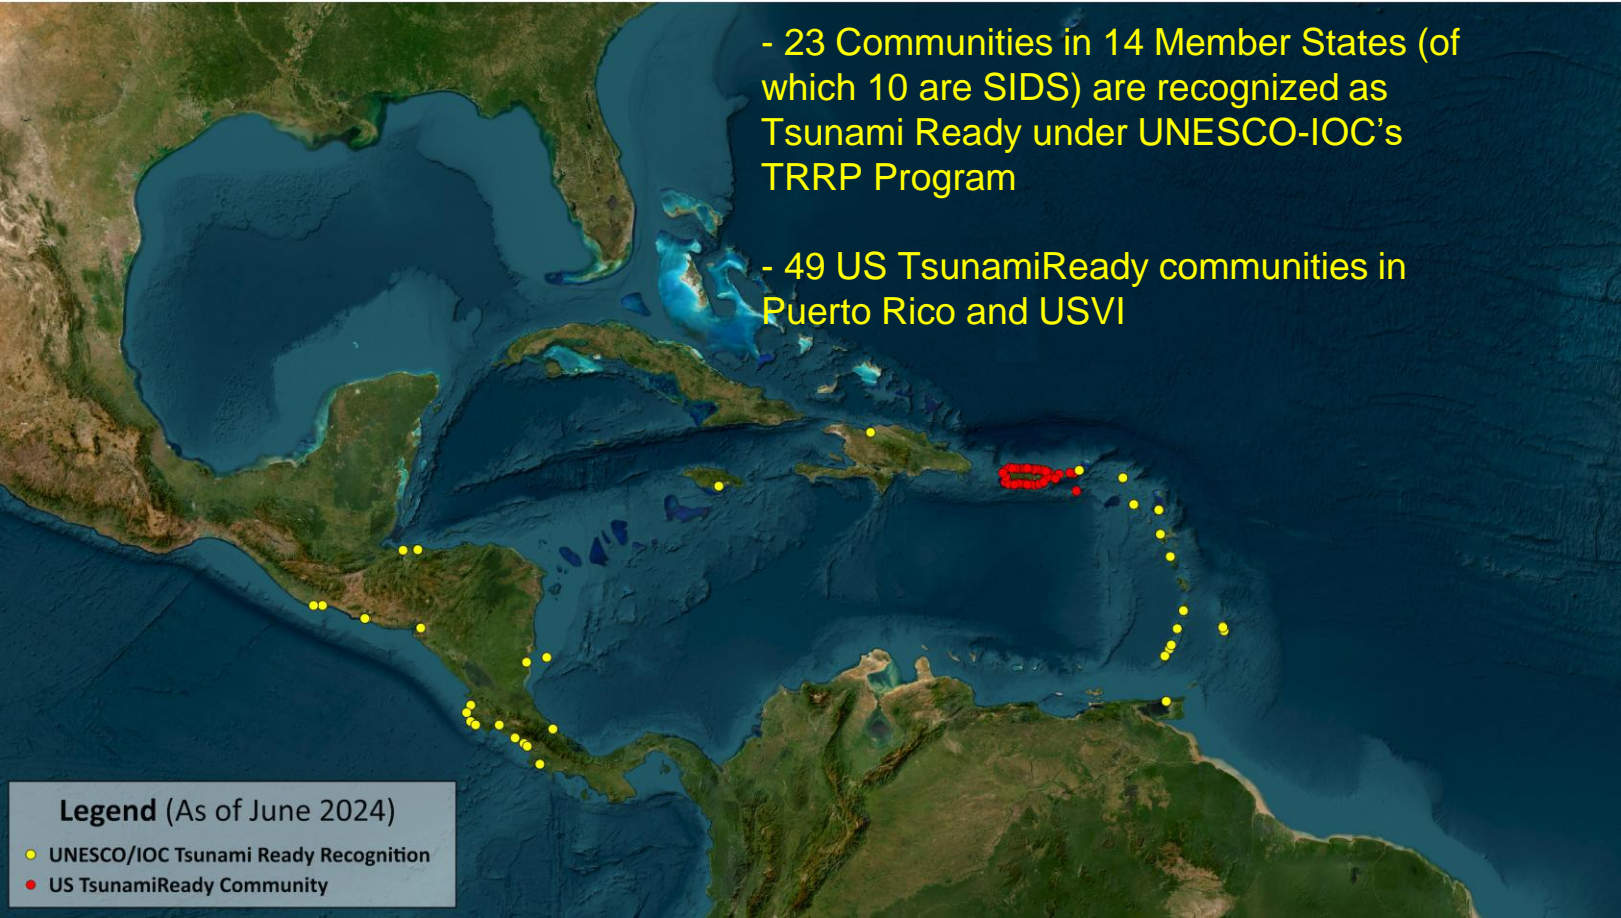 - 23 Communities in 14 Member States (of
which 10 are SIDS) are recognized as
Tsunami Ready under UNESCO-IOC’s
TRRP Program
- 49 US TsunamiReady communities in
Puerto Rico and USVI
Legend (As of June 2024)
UNESCO/IOC Tsunami Ready Recognition
US TsunamiReady Community